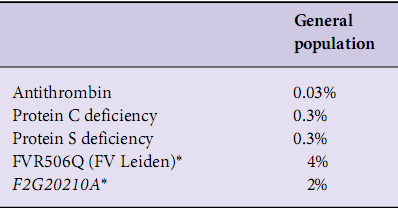 General
population
Antithrombin 0.03%
Protein C deficiency 0.3%
Protein S deficiency 0.3%
FVR506Q (FV Leiden)* 4%
F2G20210A* 2%